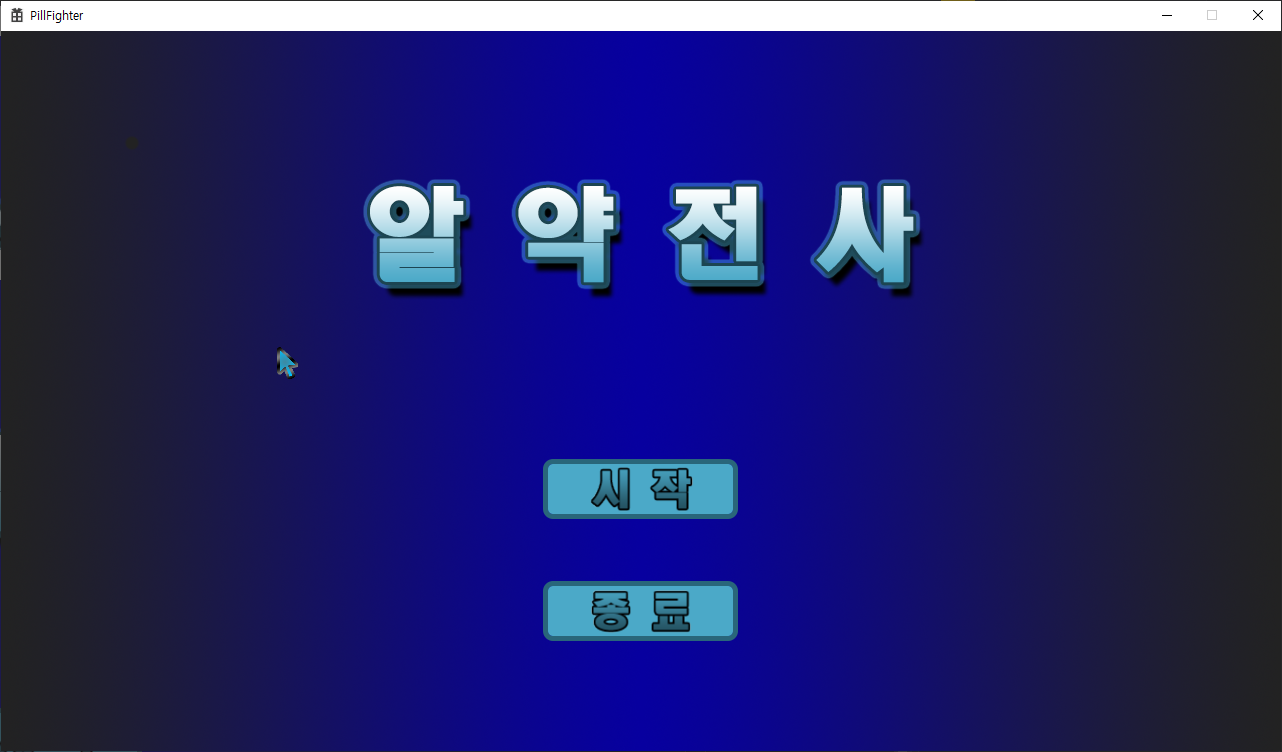 PillFighter
알 약 전 사
시 작
종 료